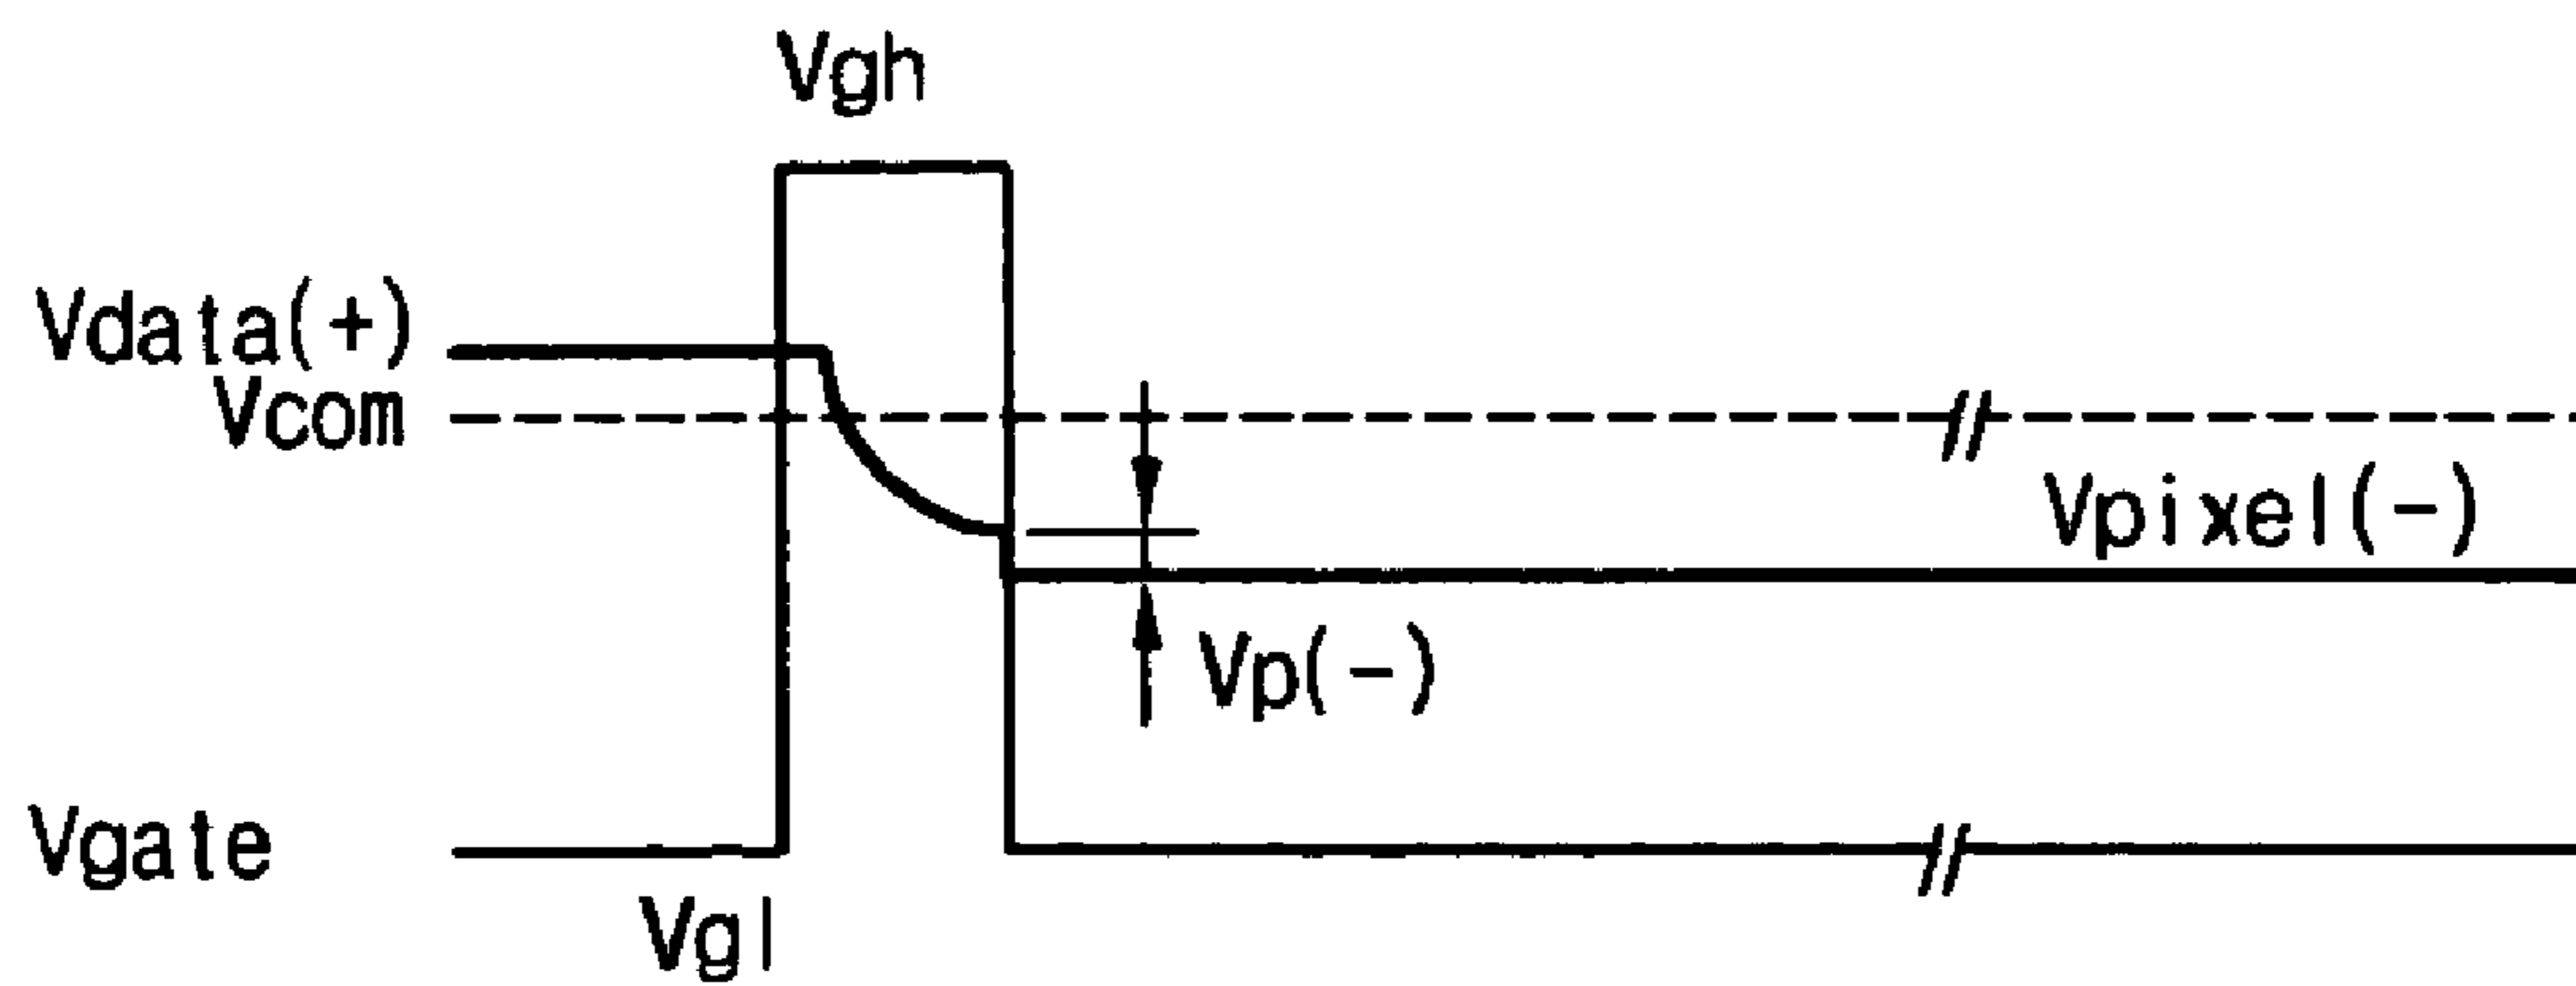 Vgh
Vdata(+)
Vcom
Vpixel(-)
Vp(-)
Vgate
Vgl